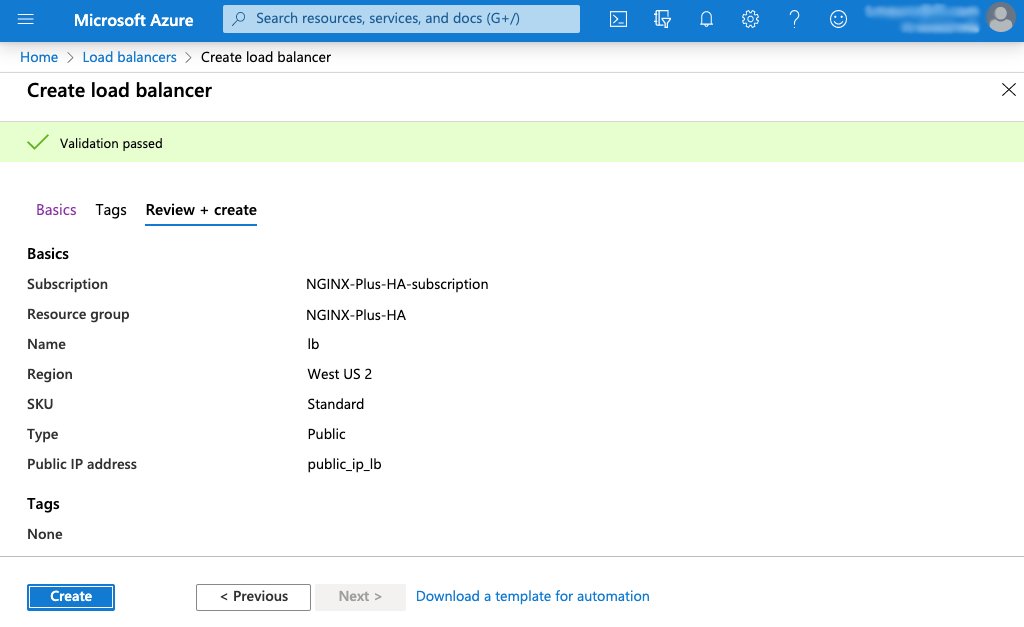 Microsoft Azure
Search resources, services, and docs (G+/)
Home > Load balancers > Create load balancer
Create load balancer
Validation passed
Basics Tags Review + create
Basics
Subscription NGINX-Plus-HA-subscription
Resource group NGINX-Plus-HA
Name lb
Region West US 2
SKU Standard
Type Public
Public IP address public_ip_lb
Tags
None
Create < Previous Next > Download a template for automation